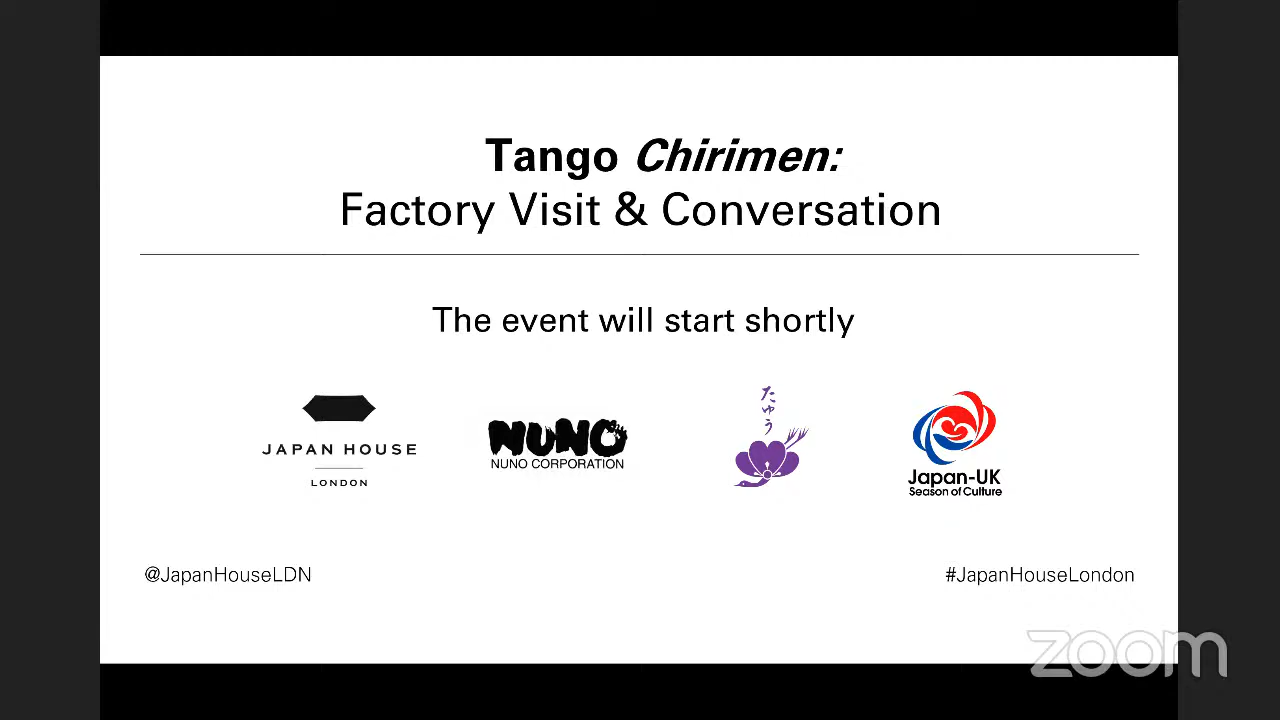 Tango Chirimen:
Factory Visit & Conversation
The event will start shortly
JAPAN HOUSE
LONDON
NUNO
NUNO CORPORATION
たゆう
Japan-UK
Season of Culture
@JapanHouseLDN
#JapanHouseLondon
zoom